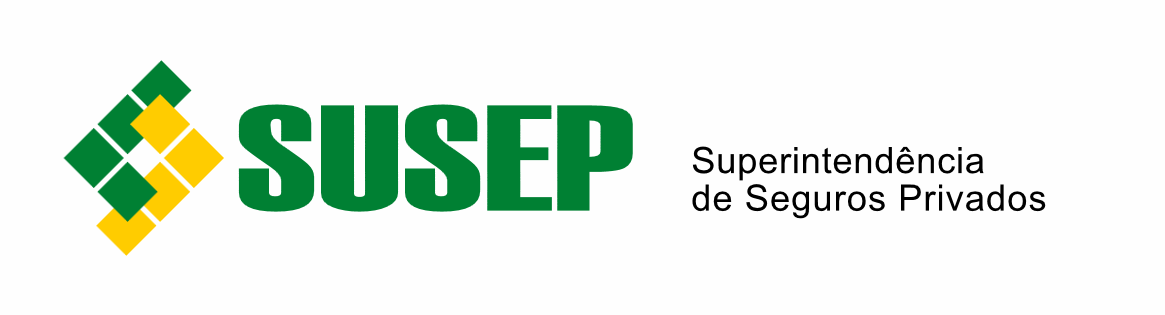 SUSEP
Superintendência
de Seguros Privados